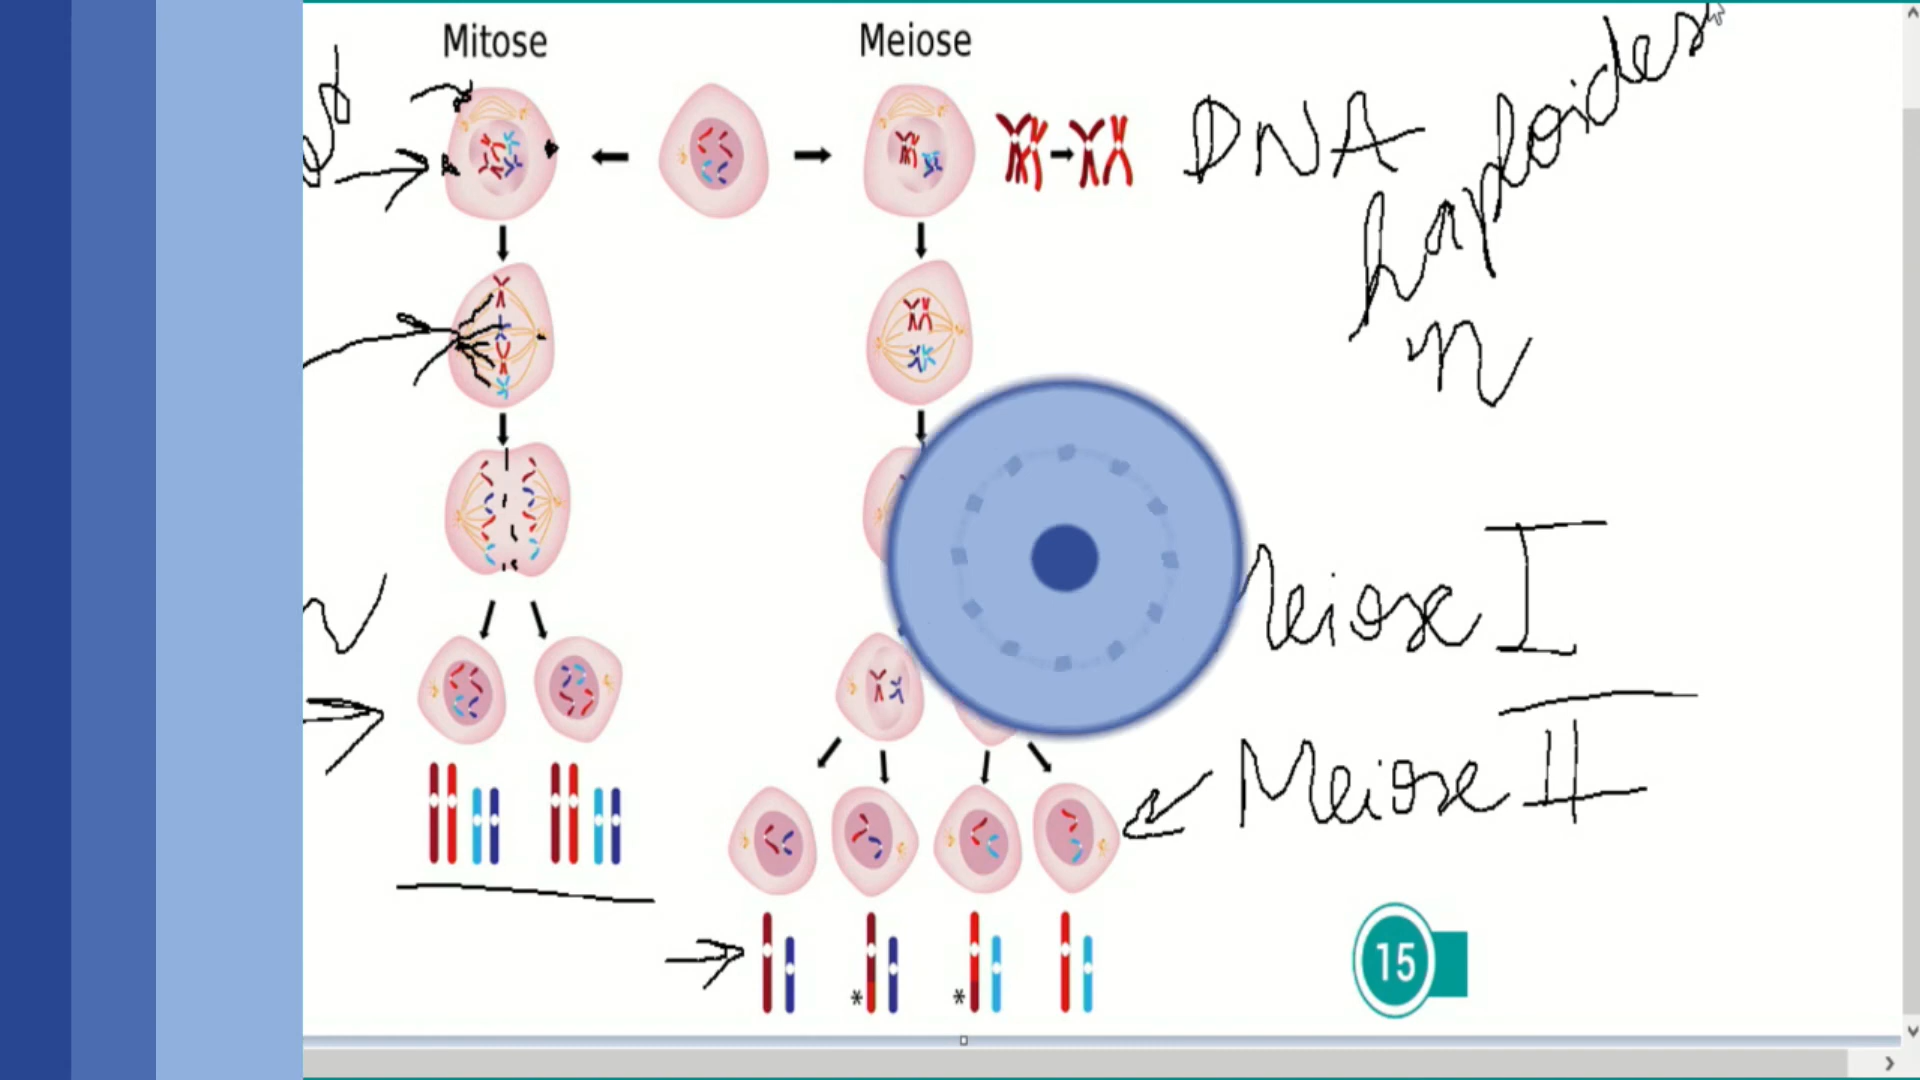 Mitose
Meiose
DNA
haploides
n
Meiose I
Meiose II
*
*
15